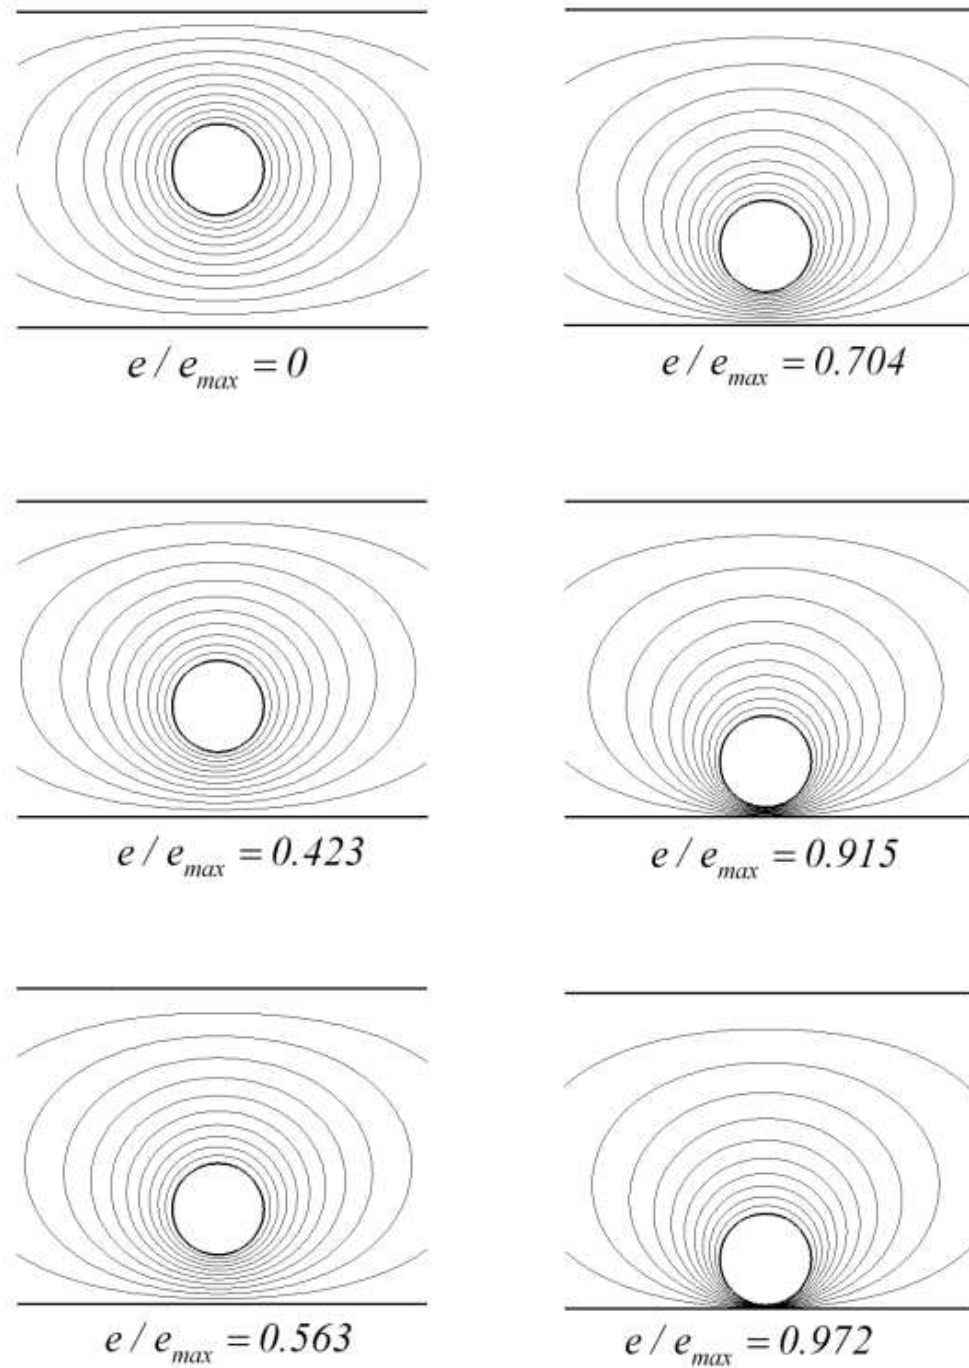 e / e_max = 0
e / e_max = 0.704
e / e_max = 0.423
e / e_max = 0.915
e / e_max = 0.563
e / e_max = 0.972